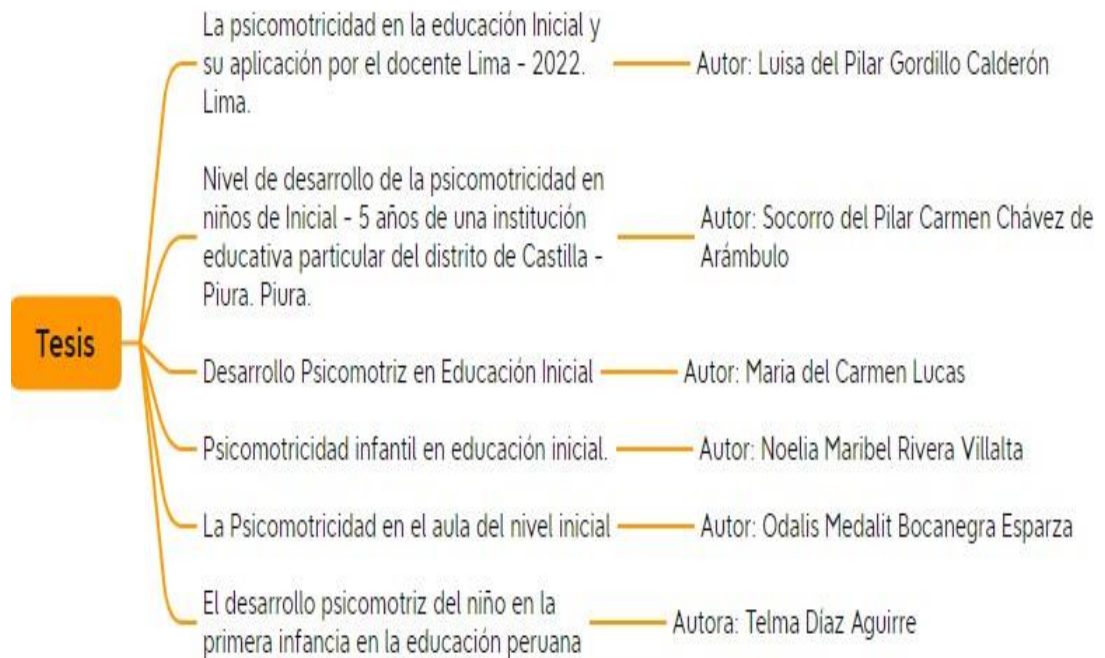 Tesis
La psicomotricidad en la educación Inicial y
su aplicación por el docente Lima - 2022.
Lima.
Autor: Luisa del Pilar Gordillo Calderón
Nivel de desarrollo de la psicomotricidad en
niños de Inicial - 5 años de una institución
educativa particular del distrito de Castilla -
Piura. Piura.
Autor: Socorro del Pilar Carmen Chávez de
Arámbulo
Desarrollo Psicomotriz en Educación Inicial
Autor: Maria del Carmen Lucas
Psicomotricidad infantil en educación inicial.
Autor: Noelia Maribel Rivera Villalta
La Psicomotricidad en el aula del nivel inicial
Autor: Odalis Medalit Bocanegra Esparza
El desarrollo psicomotriz del niño en la
primera infancia en la educación peruana
Autora: Telma Díaz Aguirre